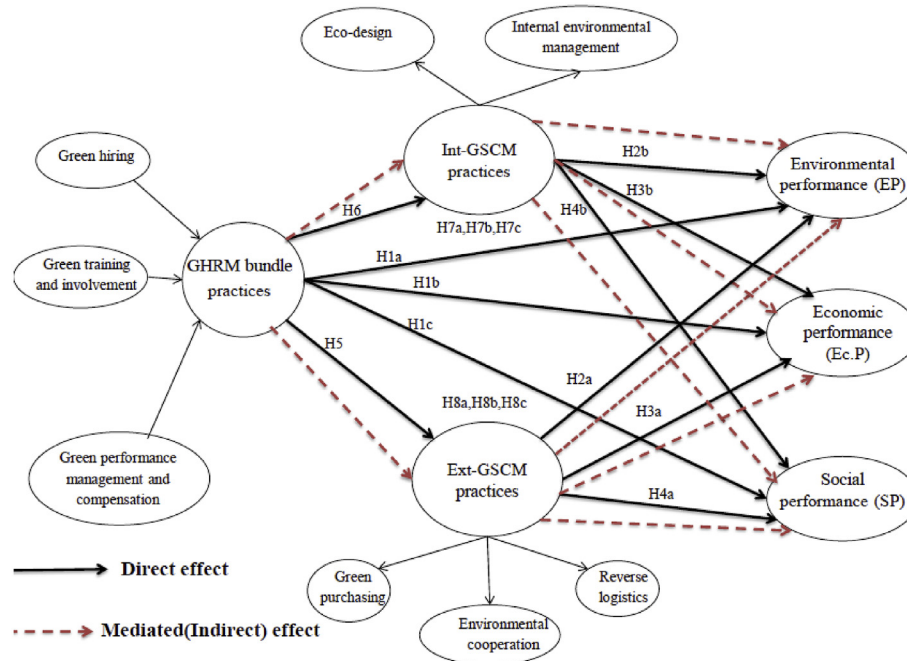 Eco-design
Internal environmental
management
Green hiring
Int-GSCM
practices
H2b
Environmental
performance (EP)
H3b
H6
H4b
H7a,H7b,H7c
Green training
and involvement
GHRM bundle
practices
H1a
H1b
Economic
performance
(Ec.P)
H1c
H5
H2a
H8a,H8b,H8c
H3a
Green performance
management and
compensation
Ext-GSCM
practices
H4a
Social
performance (SP)
Direct effect
Green
purchasing
Reverse
logistics
Environmental
cooperation
Mediated(Indirect) effect